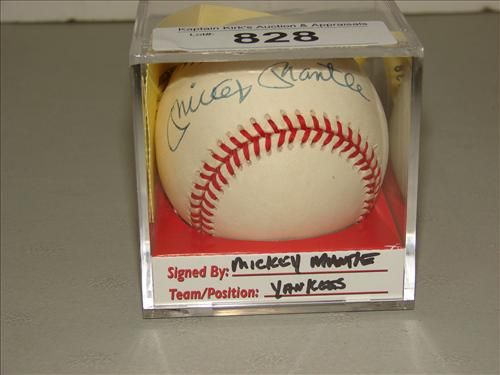 Kaptain Kirk's Auction & Appraisals
Lot#: 828
Mickey Mantle
Signed By: MICKEY MANTLE
Team/Position: YANKEES